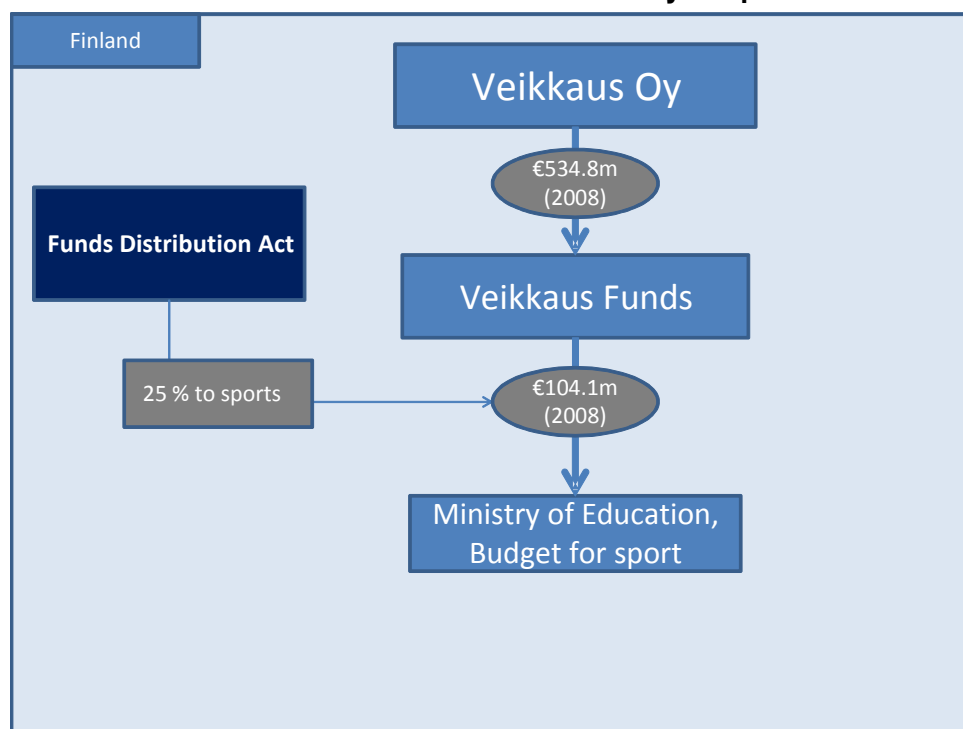 Finland
Veikkaus Oy
€534.8m
(2008)
Funds Distribution Act
Veikkaus Funds
25 % to sports
€104.1m
(2008)
Ministry of Education,
Budget for sport